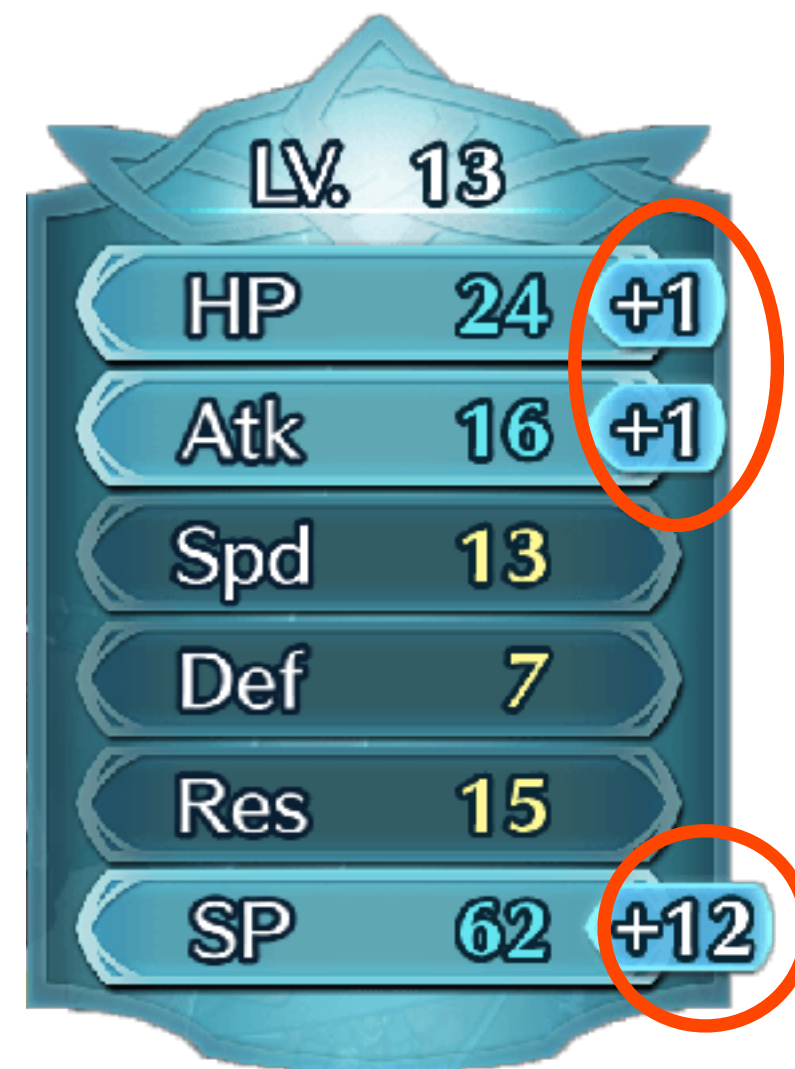 LV. 13
HP 24 +1
Atk 16 +1
Spd 13
Def 7
Res 15
SP 62 +12